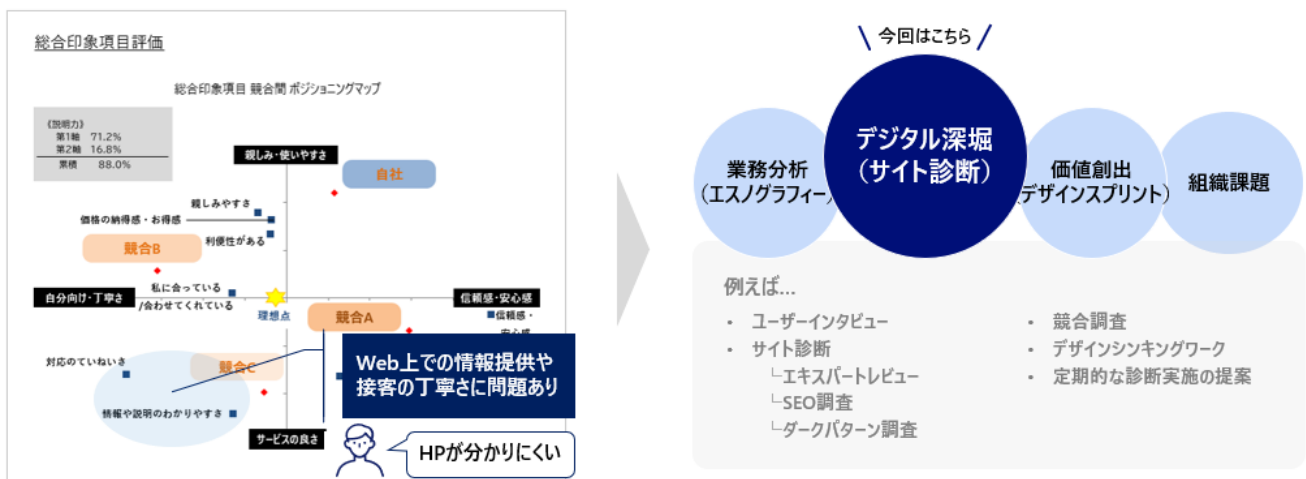 総合印象項目評価
総合印象項目 競合間 ポジショニングマップ
《説明力》
第1軸 71.2%
第2軸 16.8%
累積 88.0%
親しみ・使いやすさ
自社
親しみやすさ
価格の納得感・お得感
利便性がある
競合B
自分向け・丁寧さ
私に合っている
/合わせてくれている
理想点
競合A
信頼感・安心感
信頼感・
安心感
対応のていねいさ
競合C
情報や説明のわかりやすさ
サービスの良さ
Web上での情報提供や
接客の丁寧さに問題あり
HPが分かりにくい
\ 今回はこちら /
業務分析
(エスノグラフィー)
デジタル深堀
(サイト診断)
価値創出
(デザインスプリント)
組織課題
例えば…
・ ユーザーインタビュー
・ サイト診断
└エキスパートレビュー
└SEO調査
└ダークパターン調査
・ 競合調査
・ デザインシンキングワーク
・ 定期的な診断実施の提案